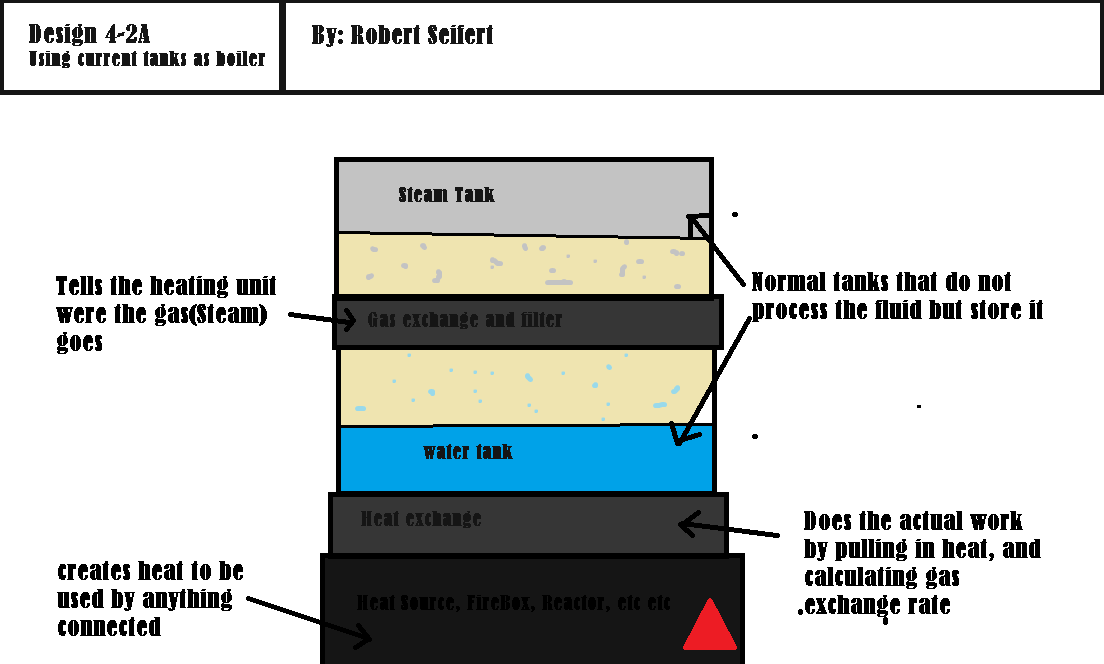 Design 4-2A
Using current tanks as boiler
By: Robert Seifert
Steam Tank
Tells the heating unit
were the gas(Steam)
goes
Gas exchange and filter
Normal tanks that do not
process the fluid but store it
water tank
Heat exchange
Does the actual work
by pulling in heat, and
calculating gas
exchange rate
creates heat to be
used by anything
connected
Heat Source, FireBox, Reactor, etc etc